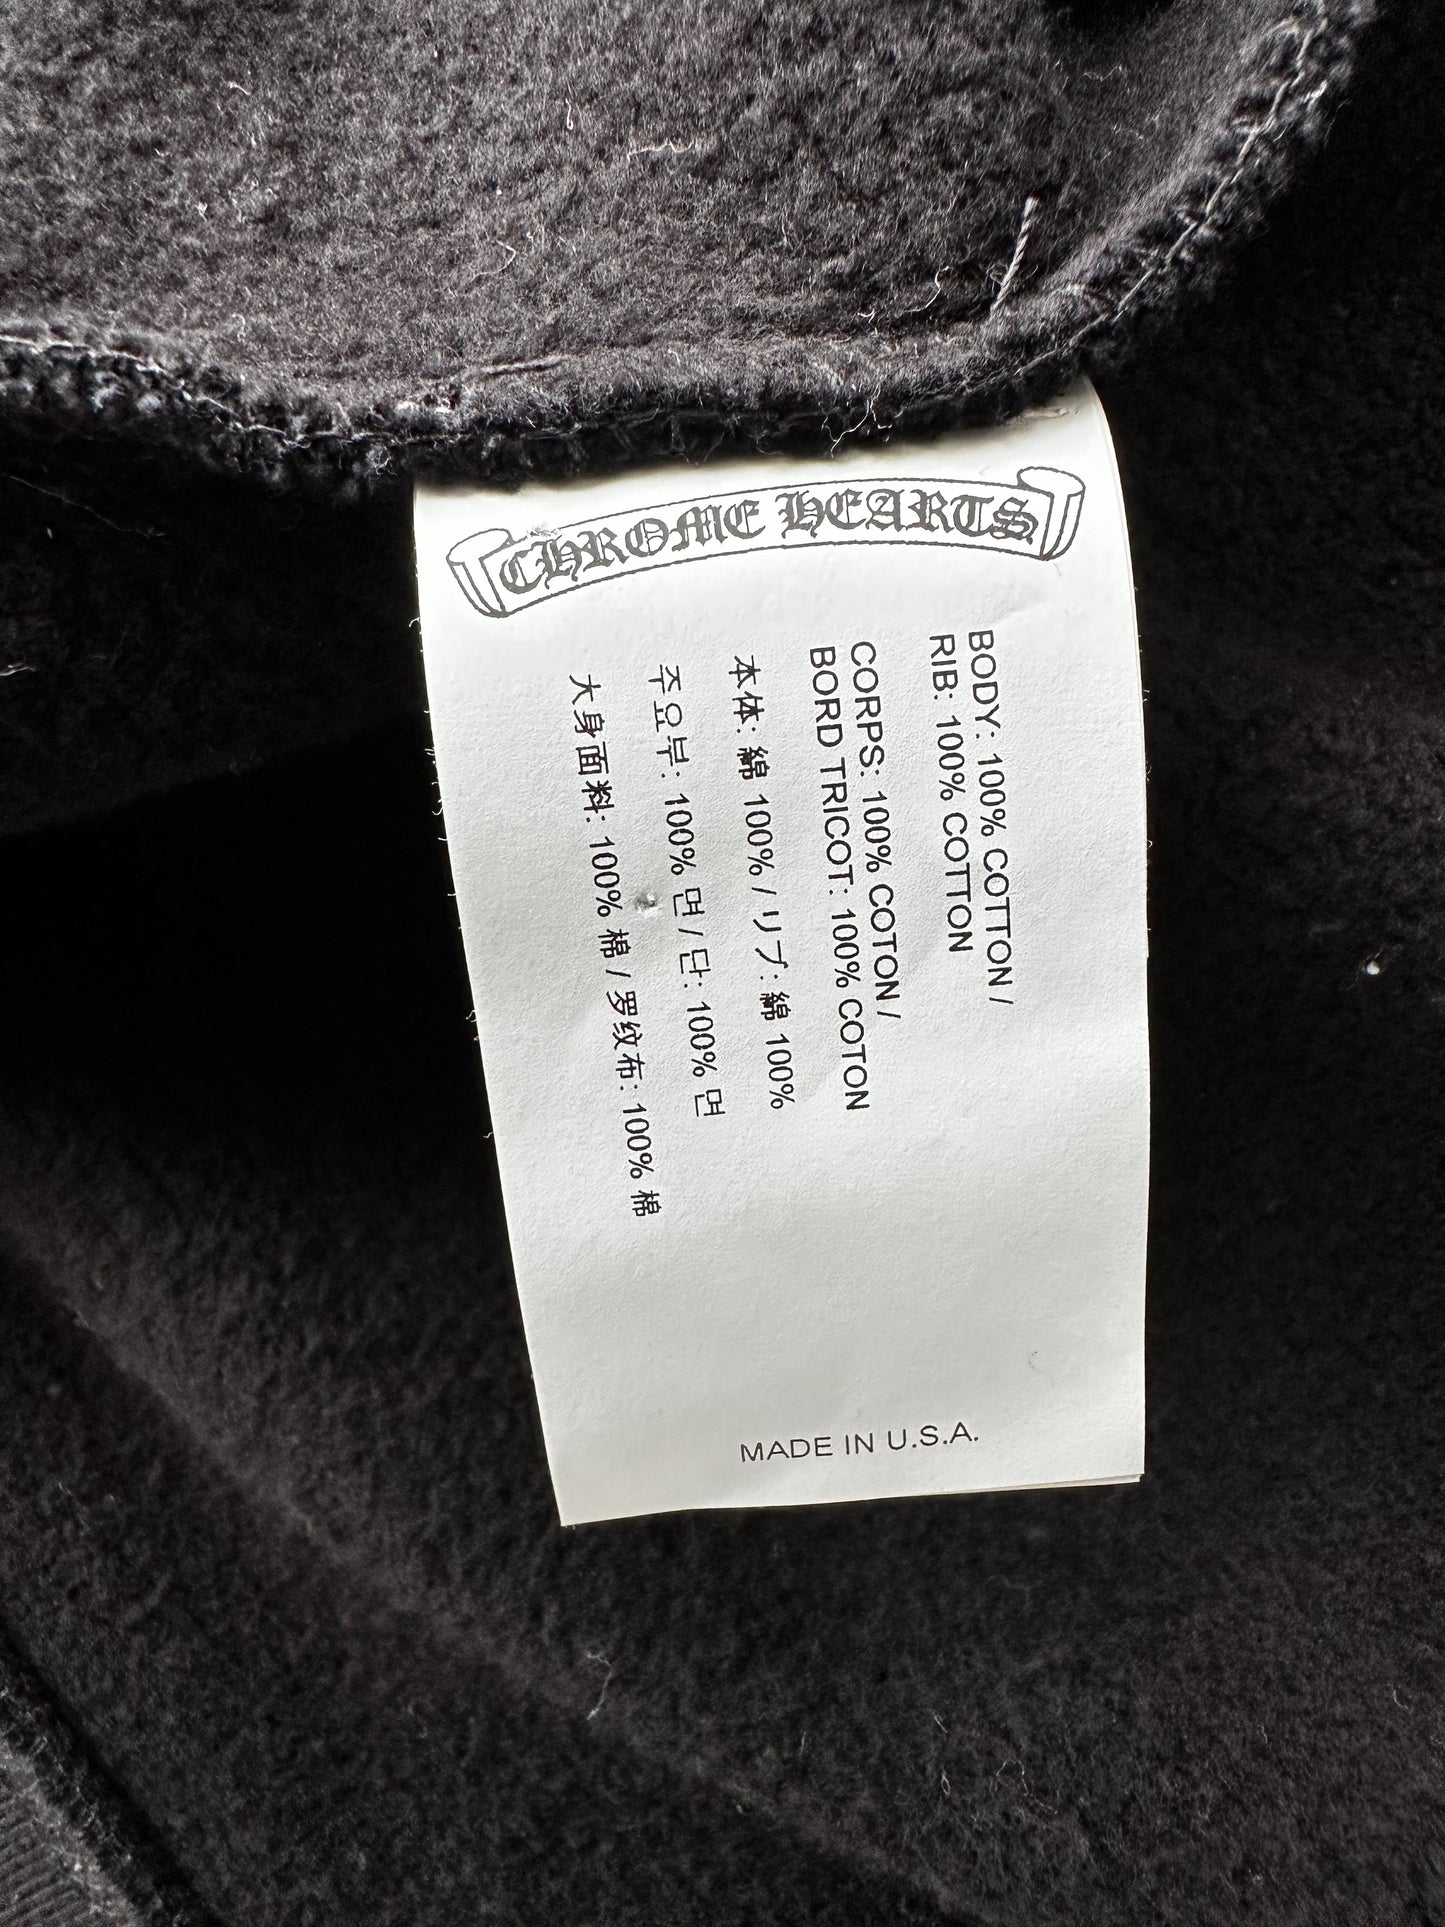 CHROME HEARTS
BODY: 100% COTTON /
RIB: 100% COTTON
CORPS: 100% COTON /
BORD TRICOT: 100% COTON
本体: 綿 100% / リブ: 綿 100%
주요부: 100% 면 / 단: 100% 면
大身面料: 100% 棉 / 罗纹布: 100% 棉
MADE IN U.S.A.